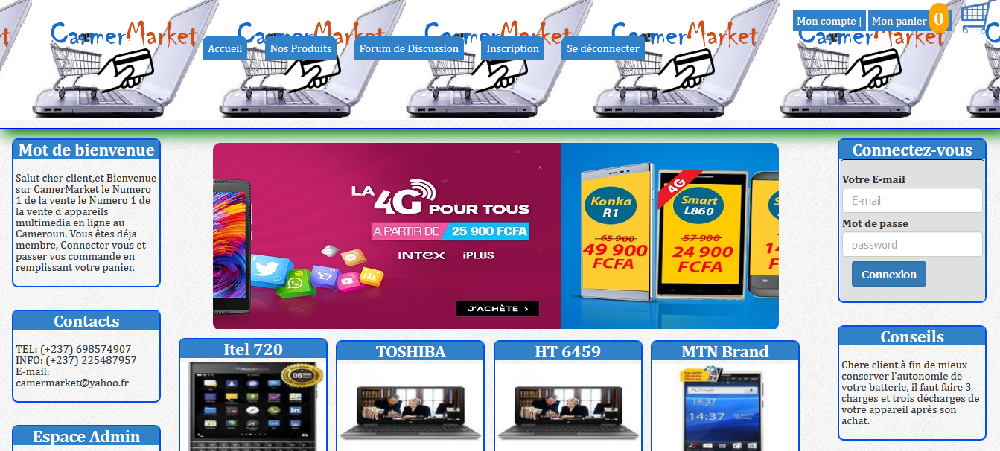 CamerMarket
CamerMarket
CamerMarket
CamerMarket
CamerMarket
Mon compte |
Mon panier 0
Accueil
Nos Produits
Forum de Discussion
Inscription
Se déconnecter
Mot de bienvenue
Salut cher client,et Bienvenue
sur CamerMarket le Numero
1 de la vente le Numero 1 de
la vente d'appareils
multimedia en ligne au
Cameroun. Vous êtes déja
membre, Connecter vous et
passer vos commande en
remplissant votre panier.
Contacts
TEL: (+237) 698574907
INFO: (+237) 225487957
E-mail:
camermarket@yahoo.fr
Espace Admin
LA 4G POUR TOUS
A PARTIR DE 25 900 FCFA
INTEX iPLUS
J'ACHÈTE >
Konka
R1
65 900
49 900
FCFA
4G
Smart
L860
57 900
24 900
FCFA
Itel 720
BlackBerry
TOSHIBA
HT 6459
MTN Brand
Google
14:37
14:37
Connectez-vous
Votre E-mail
E-mail
Mot de passe
password
Connexion
Conseils
Chere client à fin de mieux
conserver l'autonomie de
votre batterie, il faut faire 3
charges et trois décharges de
votre appareil après son
achat.